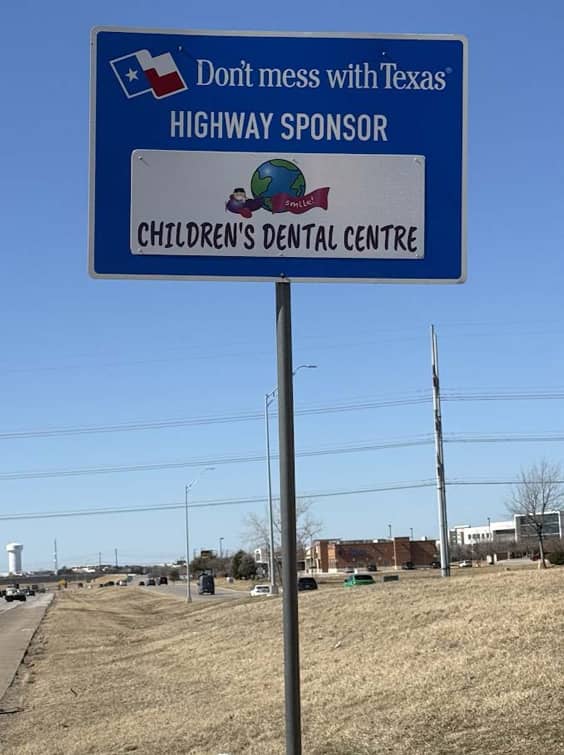 Don't mess with Texas®
HIGHWAY SPONSOR
smile!
CHILDREN'S DENTAL CENTRE